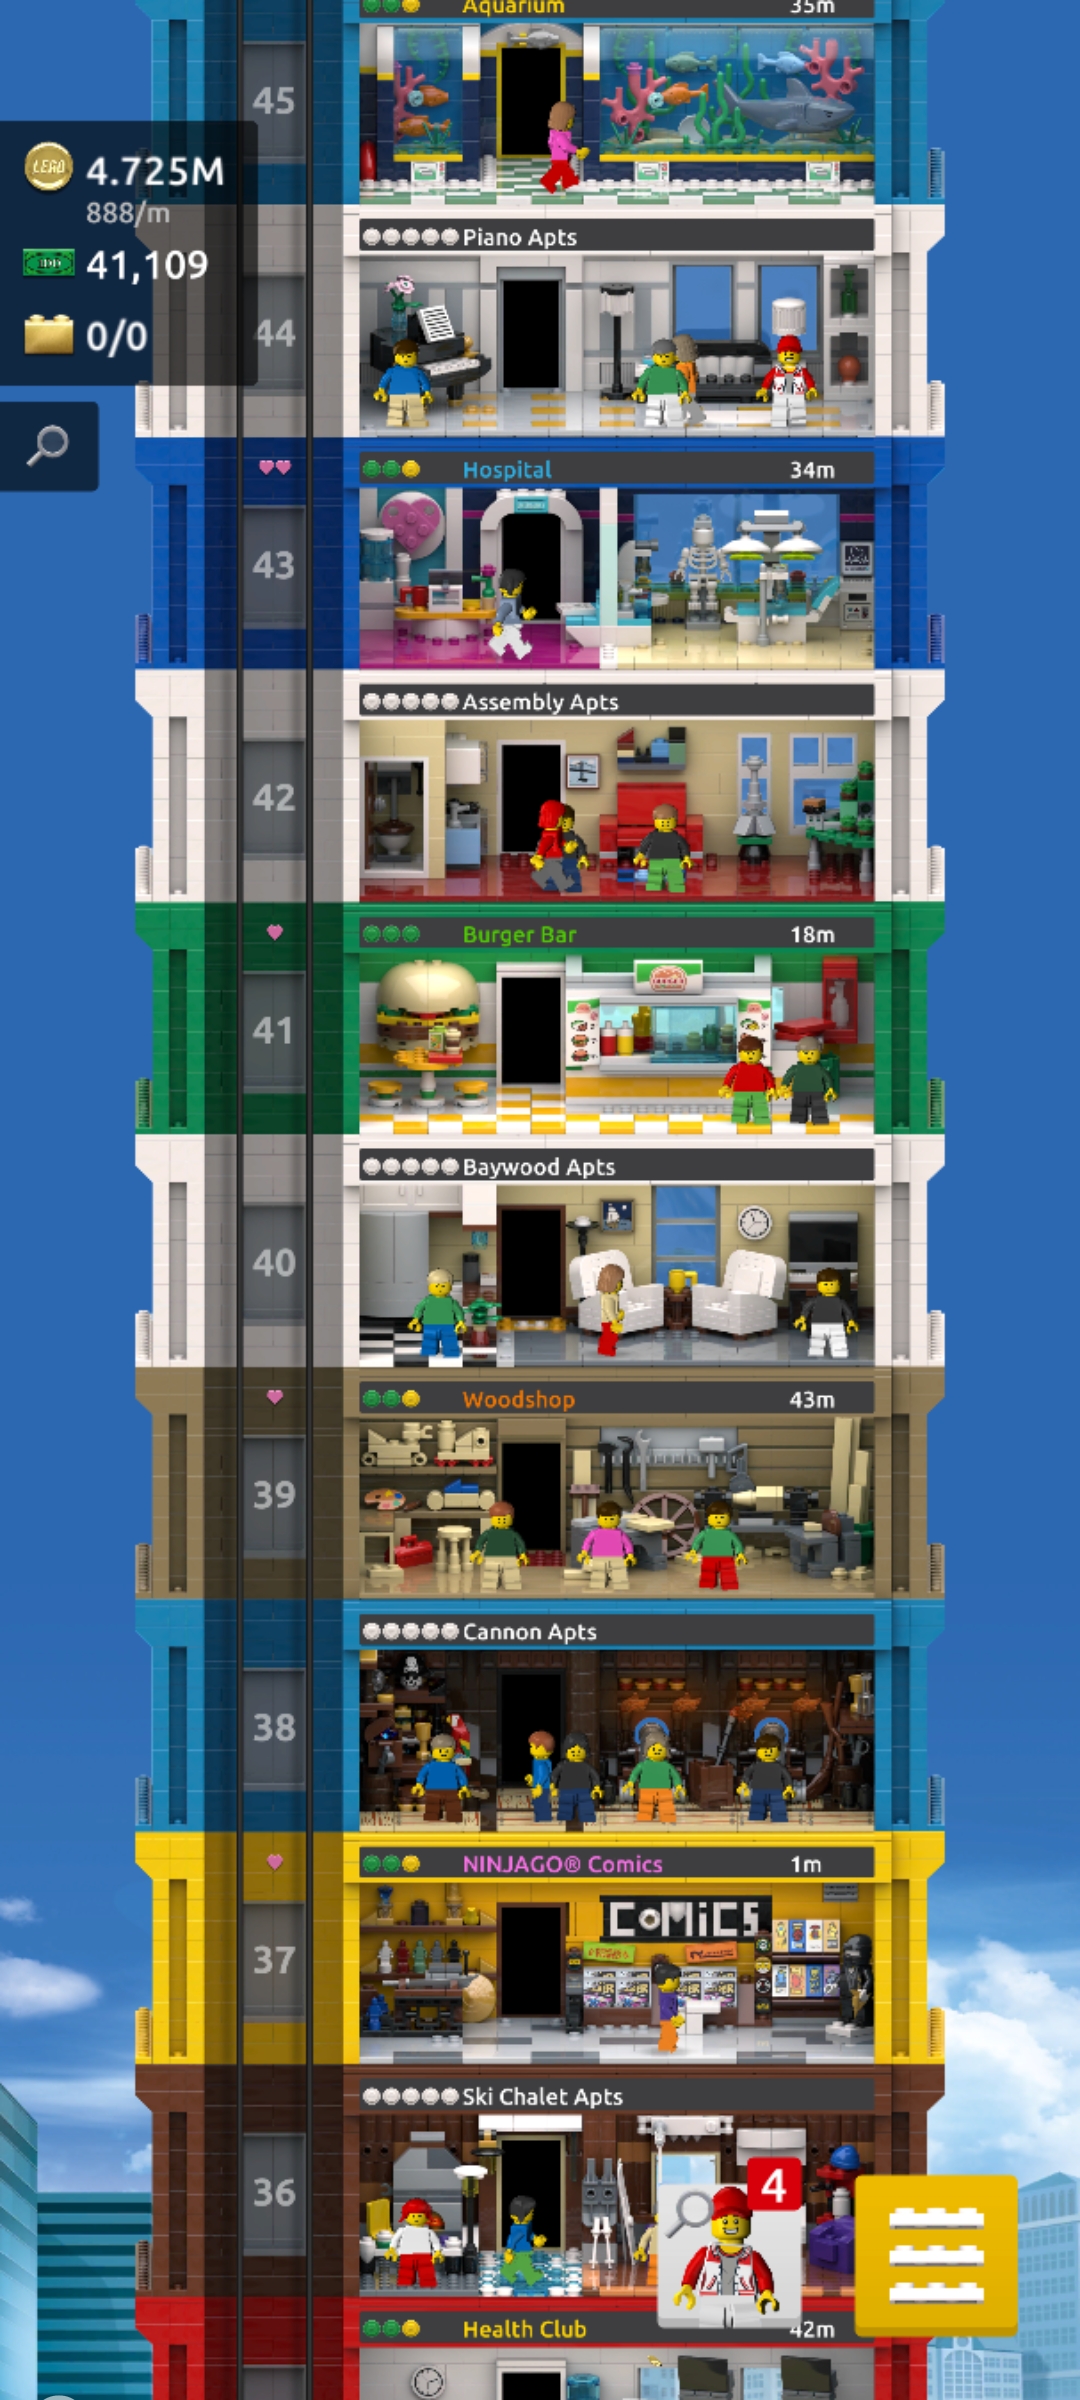 Aquarium 35m
45
LEGO 4.725M
888/m
41,109
0/0
Piano Apts
44
Hospital 34m
43
Assembly Apts
42
Burger Bar 18m
41
Baywood Apts
40
Woodshop 43m
39
Cannon Apts
38
NINJAGO® Comics 1m
COMiCS
37
Ski Chalet Apts
36
4
Health Club 42m